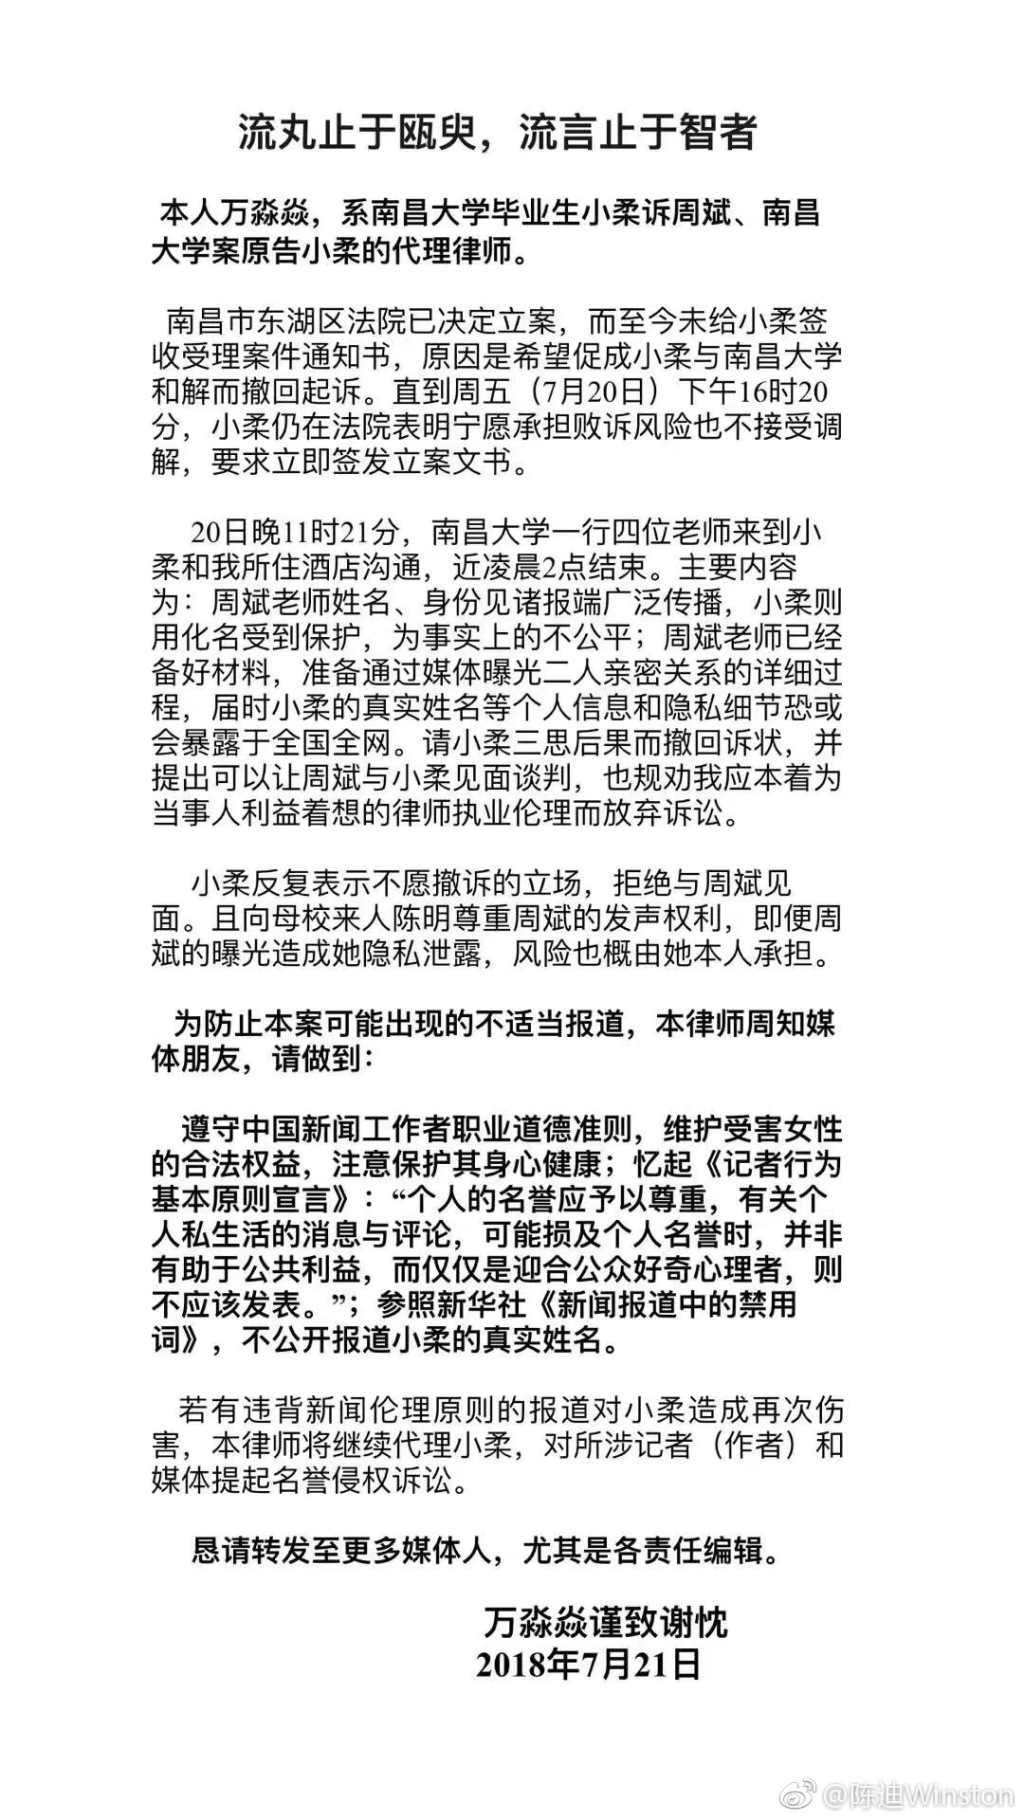 流丸止于瓯臾，流言止于智者
本人万淼焱，系南昌大学毕业生小柔诉周斌、南昌
大学案原告小柔的代理律师。
南昌市东湖区法院已决定立案，而至今未给小柔签
收受理案件通知书，原因是希望促成小柔与南昌大学
和解而撤回起诉。直到周五（7月20日）下午16时20
分，小柔仍在法院表明宁愿承担败诉风险也不接受调
解，要求立即签发立案文书。
20日晚11时21分，南昌大学一行四位老师来到小
柔和我所住酒店沟通，近凌晨2点结束。主要内容
为：周斌老师姓名、身份见诸报端广泛传播，小柔则
用化名受到保护，为事实上的不公平；周斌老师已经
备好材料，准备通过媒体曝光二人亲密关系的详细过
程，届时小柔的真实姓名等个人信息和隐私细节恐或
会暴露于全国全网。请小柔三思后果而撤回诉状，并
提出可以让周斌与小柔见面谈判，也规劝我应本着为
当事人利益着想的律师执业伦理而放弃诉讼。
小柔反复表示不愿撤诉的立场，拒绝与周斌见
面。且向母校来人陈明尊重周斌的发声权利，即便周
斌的曝光造成她隐私泄露，风险也概由她本人承担。
为防止本案可能出现的不适当报道，本律师周知媒
体朋友，请做到：
遵守中国新闻工作者职业道德准则，维护受害女性
的合法权益，注意保护其身心健康；忆起《记者行为
基本原则宣言》：“个人的名誉应予以尊重，有关个
人私生活的消息与评论，可能损及个人名誉时，并非
有助于公共利益，而仅仅是迎合公众好奇心理者，则
不应该发表。”；参照新华社《新闻报道中的禁用
词》，不公开报道小柔的真实姓名。
若有违背新闻伦理原则的报道对小柔造成再次伤
害，本律师将继续代理小柔，对所涉记者（作者）和
媒体提起名誉侵权诉讼。
恳请转发至更多媒体人，尤其是各责任编辑。
万淼焱谨致谢忱
2018年7月21日
@陈迪Winston